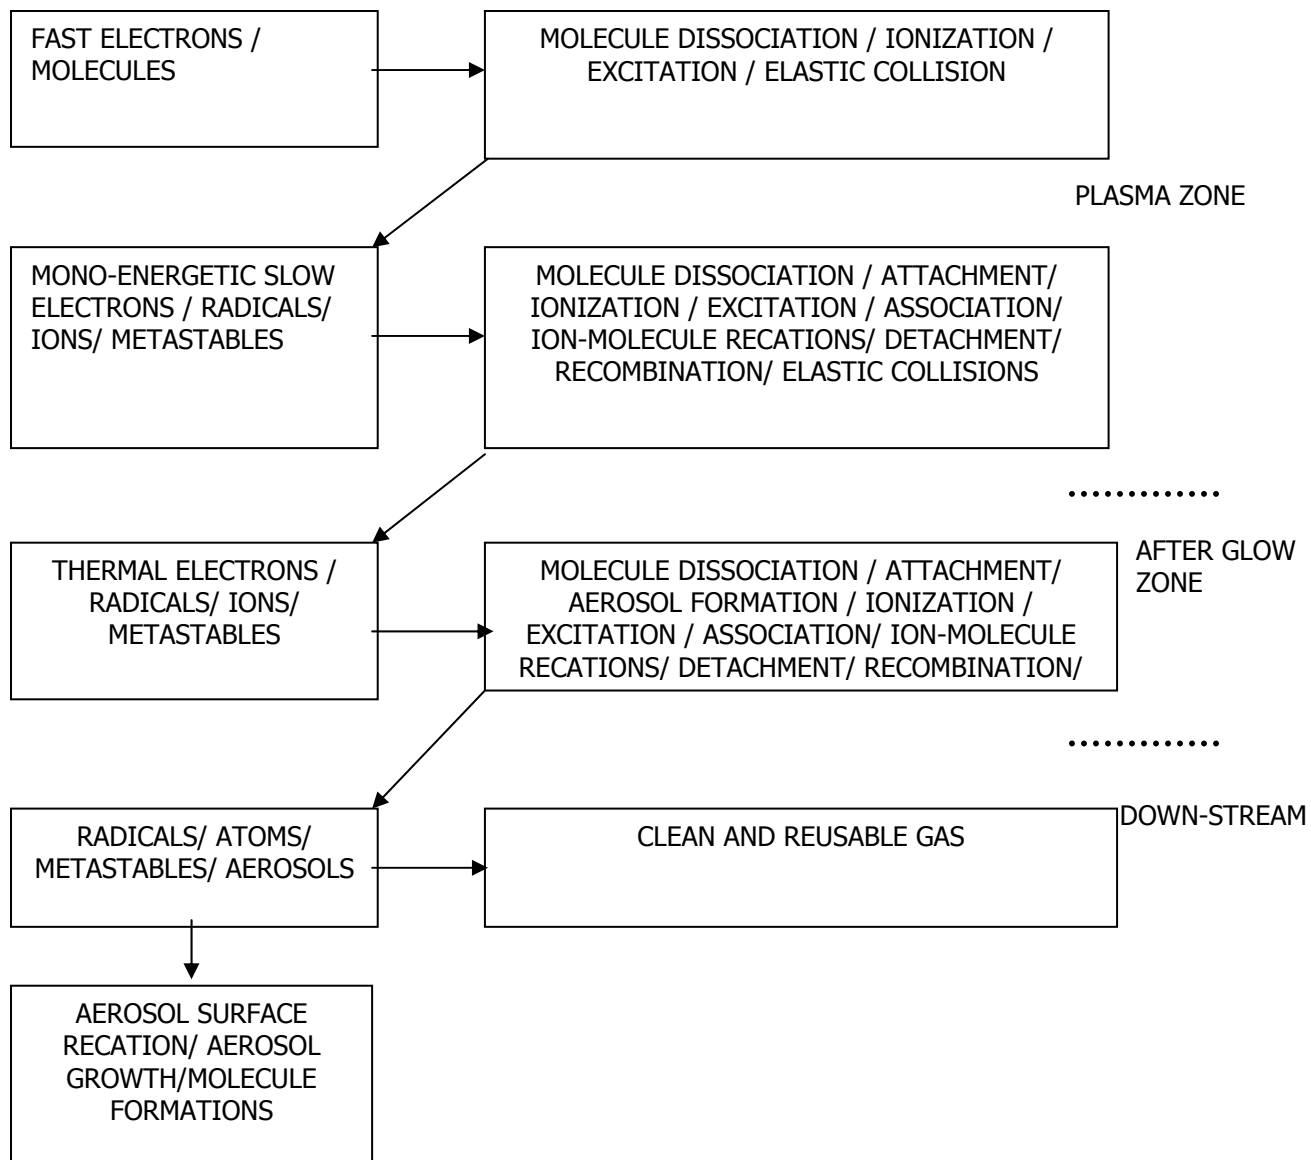 FAST ELECTRONS /
MOLECULES
MOLECULE DISSOCIATION / IONIZATION /
EXCITATION / ELASTIC COLLISION
PLASMA ZONE
MONO-ENERGETIC SLOW
ELECTRONS / RADICALS/
IONS/ METASTABLES
MOLECULE DISSOCIATION / ATTACHMENT/
IONIZATION / EXCITATION / ASSOCIATION/
ION-MOLECULE RECATIONS/ DETACHMENT/
RECOMBINATION/ ELASTIC COLLISIONS
.............
THERMAL ELECTRONS /
RADICALS/ IONS/
METASTABLES
MOLECULE DISSOCIATION / ATTACHMENT/
AEROSOL FORMATION / IONIZATION /
EXCITATION / ASSOCIATION/ ION-MOLECULE
RECATIONS/ DETACHMENT/ RECOMBINATION/
AFTER GLOW
ZONE
.............
RADICALS/ ATOMS/
METASTABLES/ AEROSOLS
CLEAN AND REUSABLE GAS
DOWN-STREAM
AEROSOL SURFACE
RECATION/ AEROSOL
GROWTH/MOLECULE
FORMATIONS